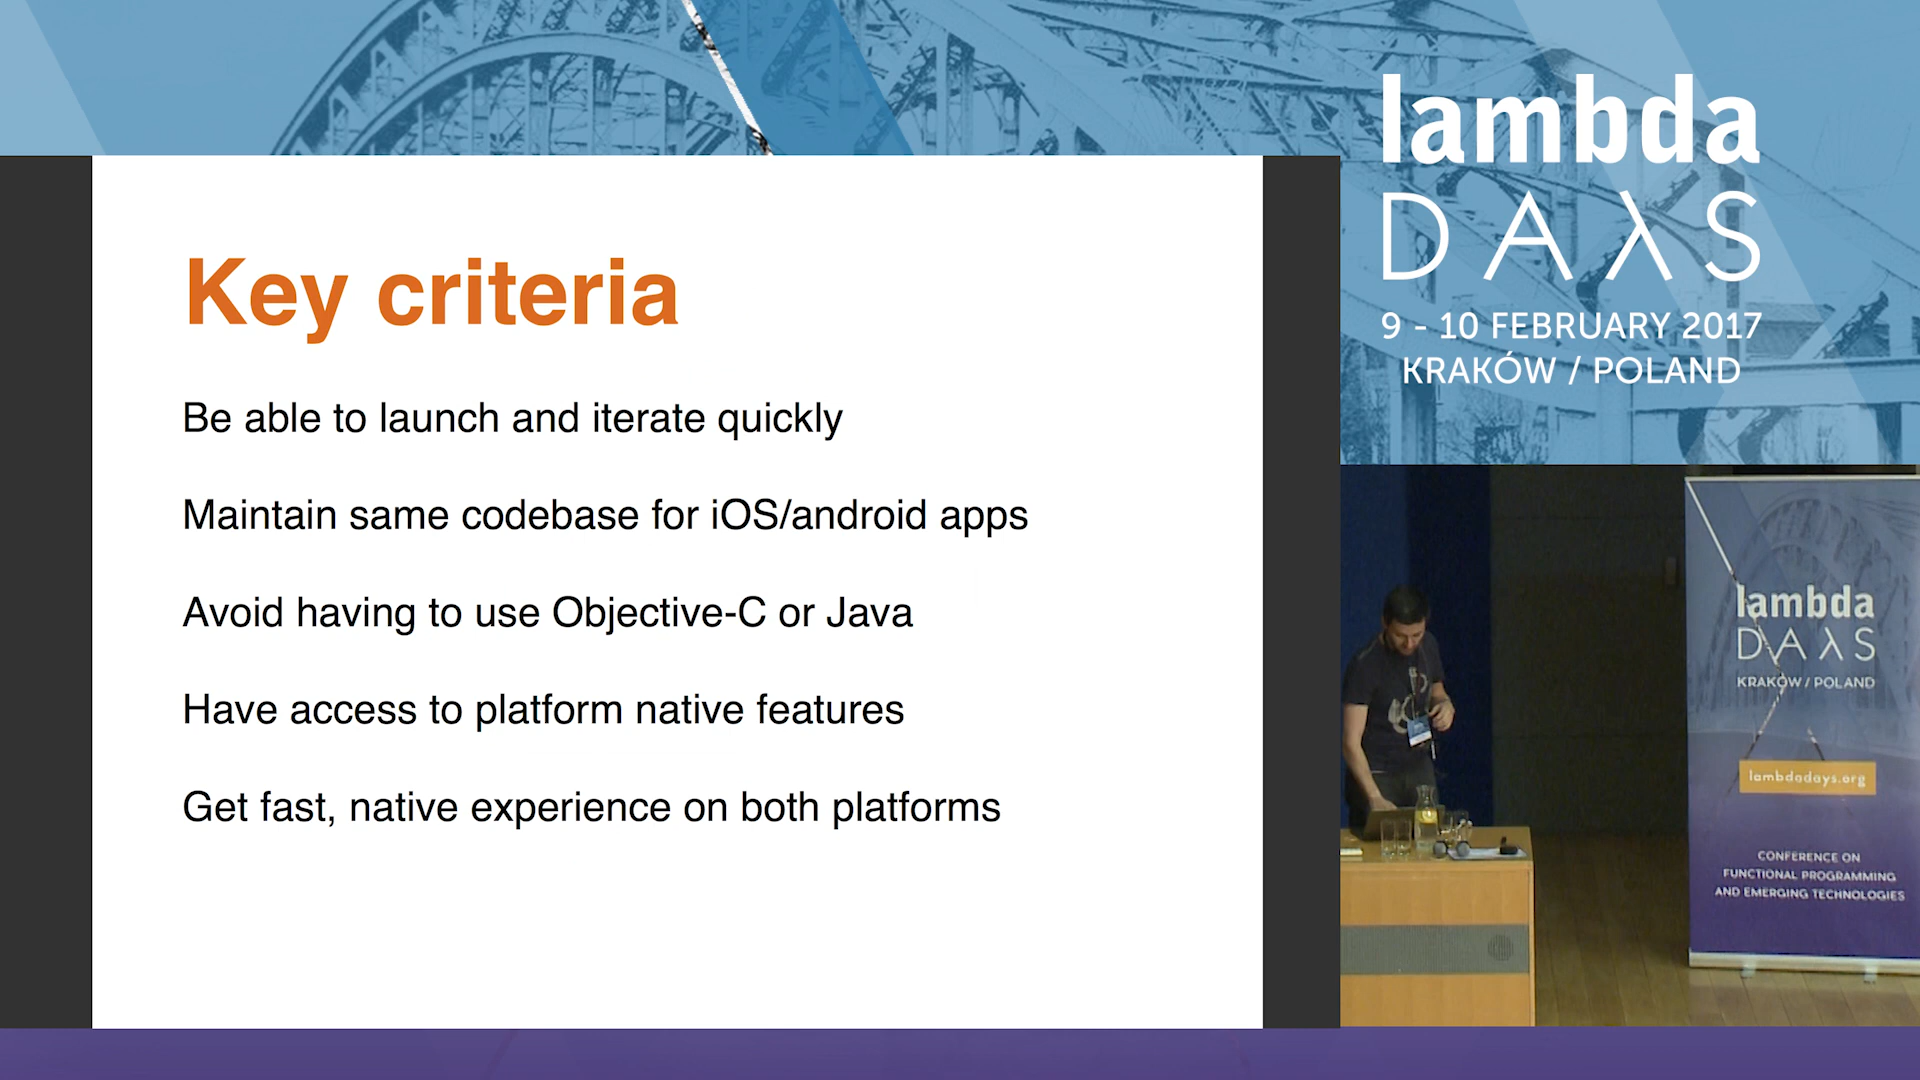 Key criteria
Be able to launch and iterate quickly
Maintain same codebase for iOS/android apps
Avoid having to use Objective-C or Java
Have access to platform native features
Get fast, native experience on both platforms
lambda
DAλS
9 - 10 FEBRUARY 2017
KRAKÓW / POLAND
lambda
DAλS
KRAKÓW / POLAND
lambdadays.org
CONFERENCE ON
FUNCTIONAL PROGRAMMING
AND EMERGING TECHNOLOGIES